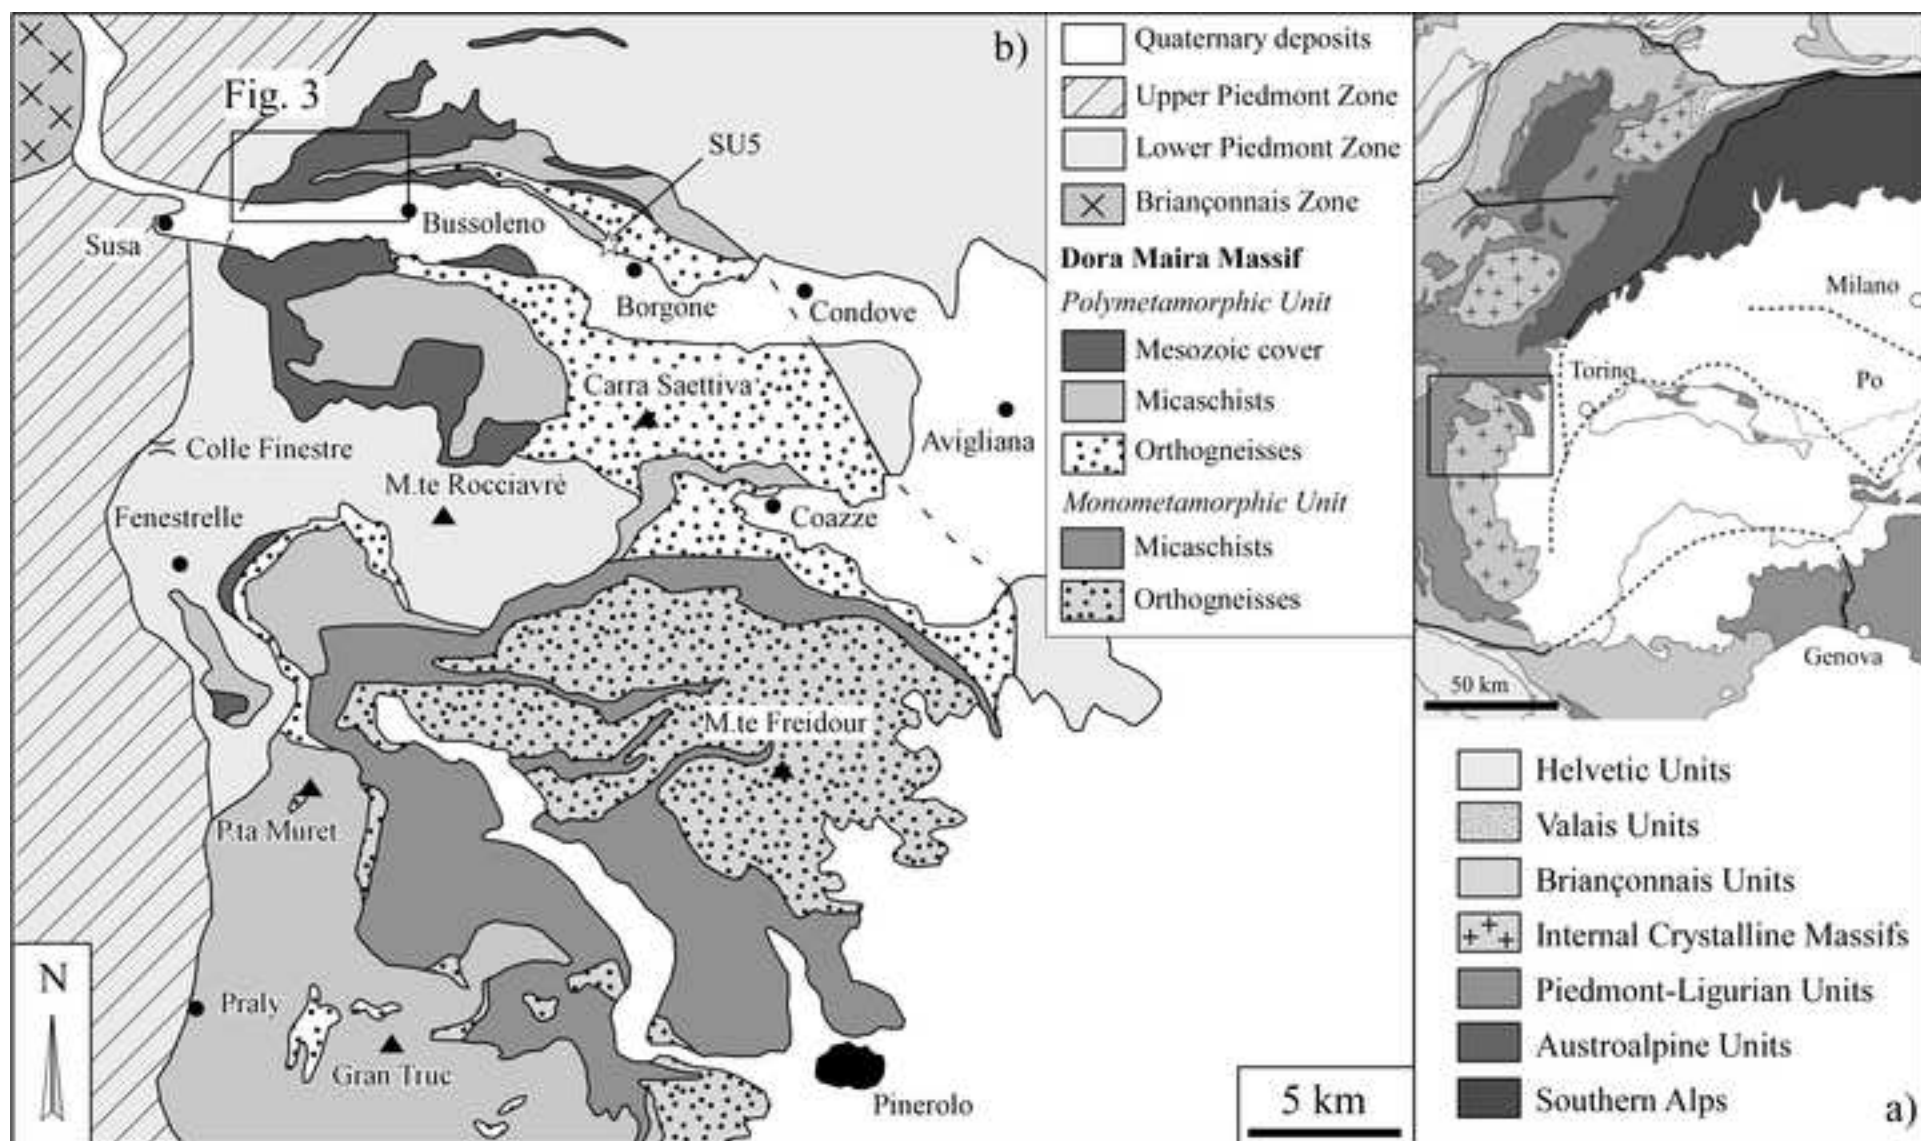 b)
Fig. 3
SU5
Bussoleno
Susa
Borgone
Condove
Carra Saettiva
Avigliana
Colle Finestre
M.te Rocciavrè
Fenestrelle
Coazze
M.te Freidour
P.ta Muret
N
Praly
Gran Truc
Pinerolo
5 km
Quaternary deposits
Upper Piedmont Zone
Lower Piedmont Zone
Briançonnais Zone
Dora Maira Massif
Polymetamorphic Unit
Mesozoic cover
Micaschists
Orthogneisses
Monometamorphic Unit
Micaschists
Orthogneisses
Milano
Torino
Po
Genova
50 km
Helvetic Units
Valais Units
Briançonnais Units
Internal Crystalline Massifs
Piedmont-Ligurian Units
Austroalpine Units
Southern Alps
a)